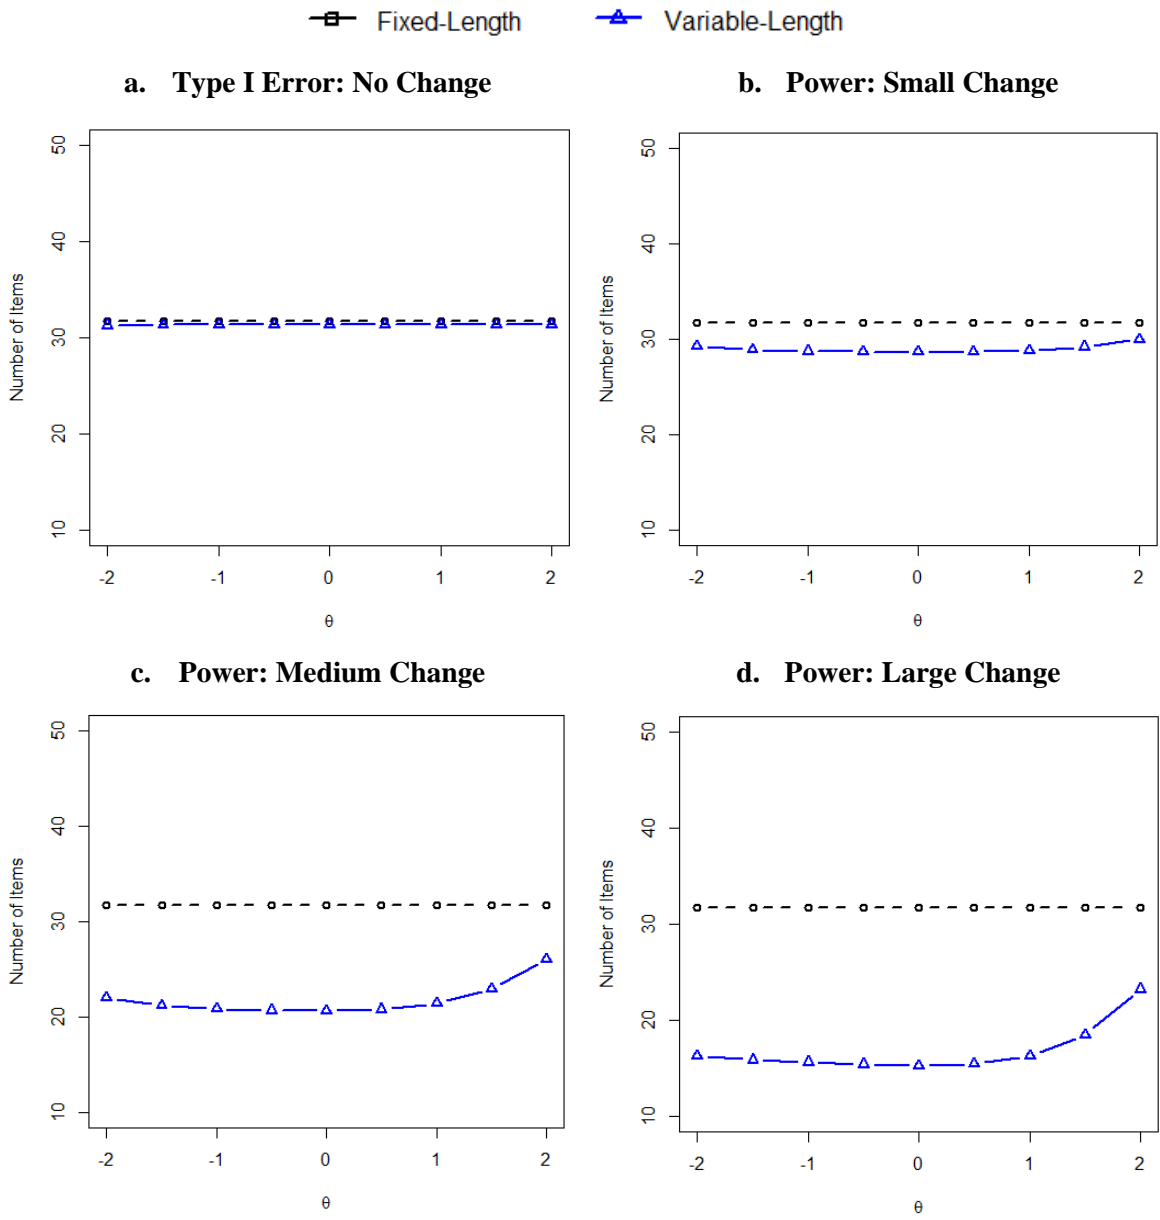 Fixed-Length Variable-Length
a. Type I Error: No Change
b. Power: Small Change
Number of Items
50
40
30
20
10
-2 -1 0 1 2
θ
Number of Items
50
40
30
20
10
-2 -1 0 1 2
θ
c. Power: Medium Change
d. Power: Large Change
Number of Items
50
40
30
20
10
-2 -1 0 1 2
θ
Number of Items
50
40
30
20
10
-2 -1 0 1 2
θ